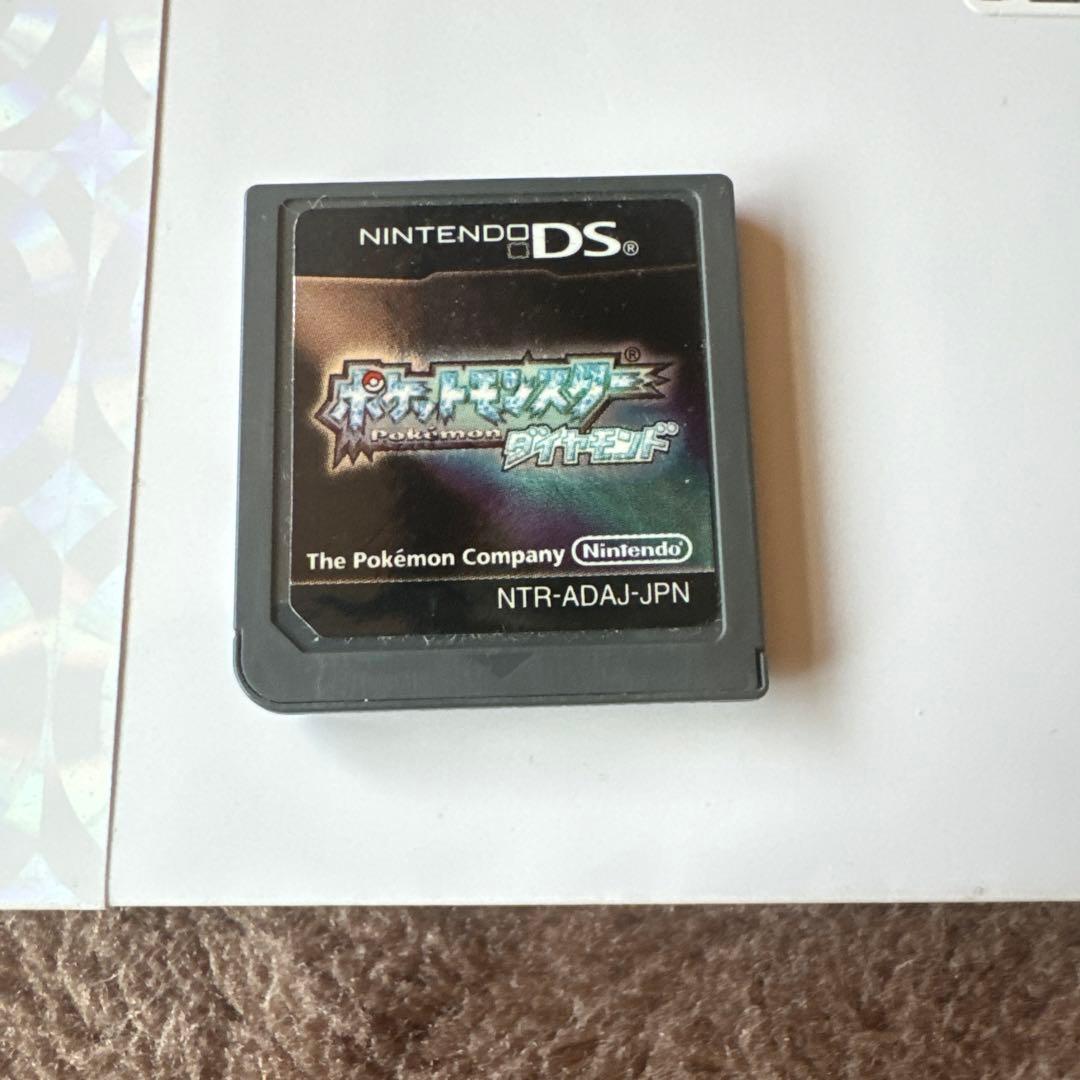 NINTENDO DS®
ポケットモンスター®
Pokémon
ダイヤモンド
The Pokémon Company Nintendo®
NTR-ADAJ-JPN